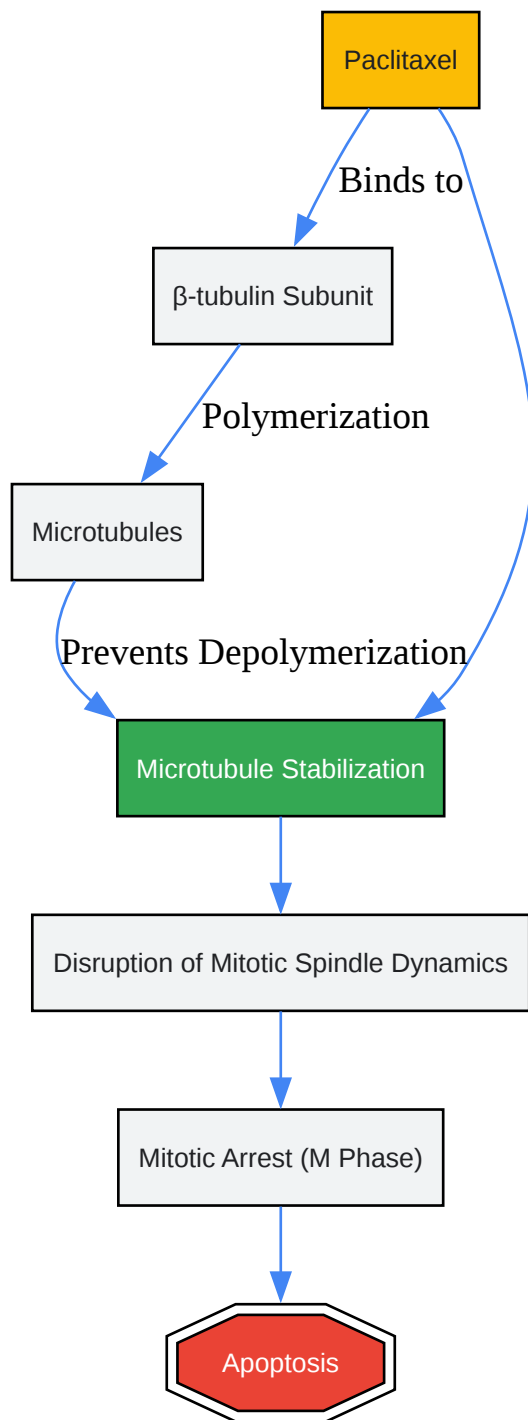 Paclitaxel
Binds to
β-tubulin Subunit
Polymerization
Microtubules
Prevents Depolymerization
Microtubule Stabilization
Disruption of Mitotic Spindle Dynamics
Mitotic Arrest (M Phase)
Apoptosis